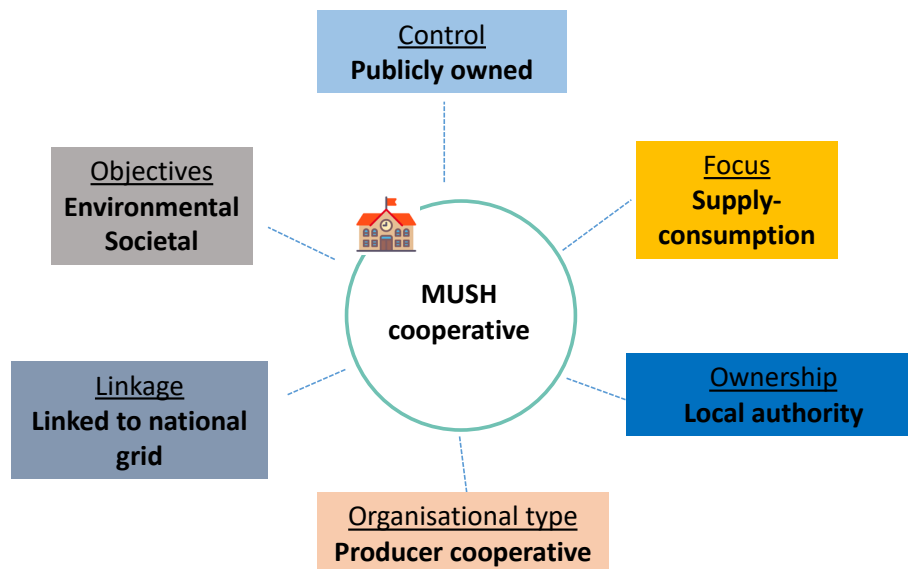 Control
Publicly owned
Objectives
Environmental
Societal
Focus
Supply-
consumption
MUSH
cooperative
Linkage
Linked to national
grid
Ownership
Local authority
Organisational type
Producer cooperative